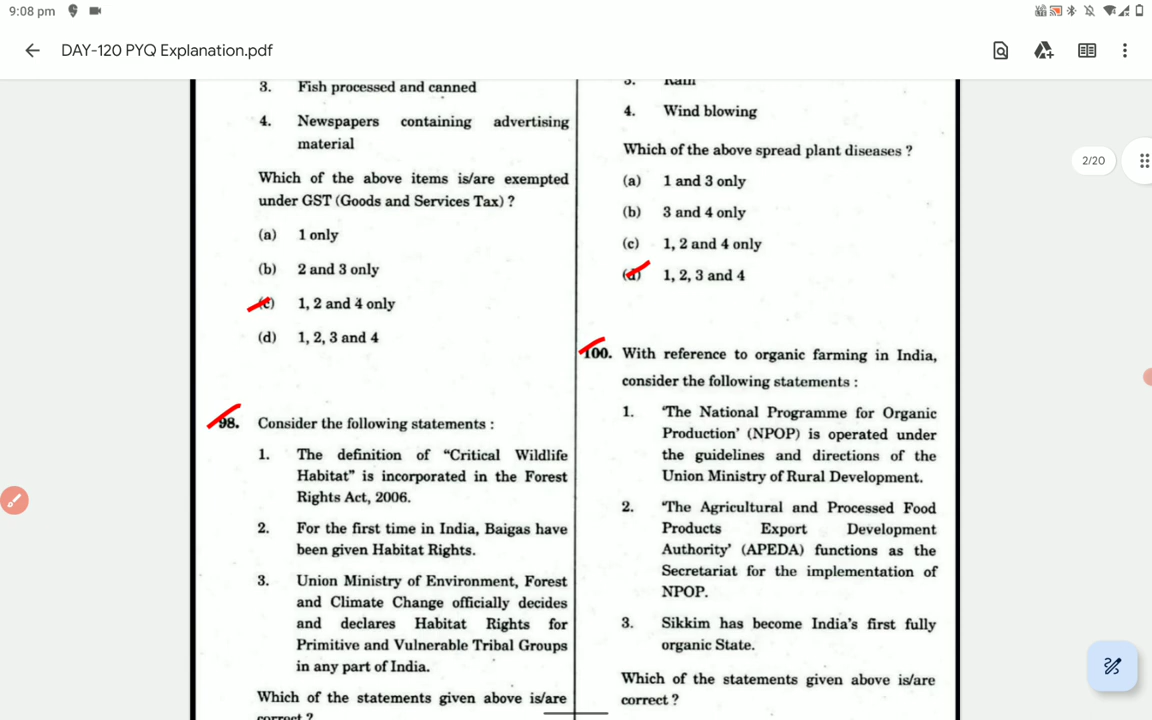 9:08 pm
DAY-120 PYQ Explanation.pdf
2/20
3. Fish processed and canned
4. Newspapers containing advertising
material
Which of the above items is/are exempted
under GST (Goods and Services Tax) ?
(a) 1 only
(b) 2 and 3 only
(c) 1, 2 and 4 only
(d) 1, 2, 3 and 4
98. Consider the following statements :
1. The definition of "Critical Wildlife
Habitat" is incorporated in the Forest
Rights Act, 2006.
2. For the first time in India, Baigas have
been given Habitat Rights.
3. Union Ministry of Environment, Forest
and Climate Change officially decides
and declares Habitat Rights for
Primitive and Vulnerable Tribal Groups
in any part of India.
Which of the statements given above is/are
correct ?
3. Rain
4. Wind blowing
Which of the above spread plant diseases ?
(a) 1 and 3 only
(b) 3 and 4 only
(c) 1, 2 and 4 only
(d) 1, 2, 3 and 4
100. With reference to organic farming in India,
consider the following statements :
1. 'The National Programme for Organic
Production' (NPOP) is operated under
the guidelines and directions of the
Union Ministry of Rural Development.
2. 'The Agricultural and Processed Food
Products Export Development
Authority' (APEDA) functions as the
Secretariat for the implementation of
NPOP.
3. Sikkim has become India's first fully
organic State.
Which of the statements given above is/are
correct ?